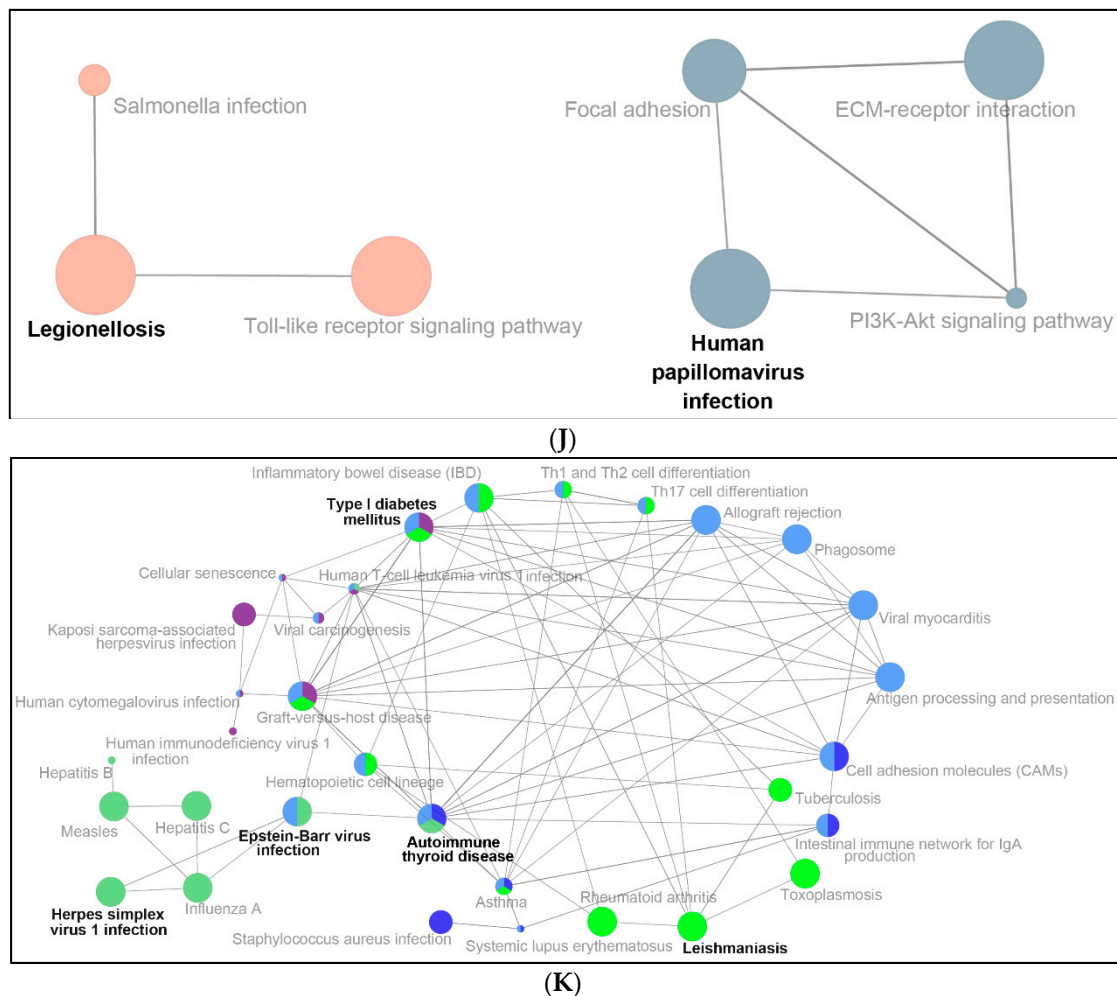 Salmonella infection
Focal adhesion
ECM-receptor interaction
Legionellosis
Toll-like receptor signaling pathway
PI3K-Akt signaling pathway
Human
papillomavirus
infection
(J)
Inflammatory bowel disease (IBD)
Th1 and Th2 cell differentiation
Type I diabetes
mellitus
Th17 cell differentiation
Allograft rejection
Phagosome
Cellular senescence
Human T-cell leukemia virus 1 infection
Viral myocarditis
Kaposi sarcoma-associated
herpesvirus infection
Viral carcinogenesis
Antigen processing and presentation
Human cytomegalovirus infection
Graft-versus-host disease
Human immunodeficiency virus 1
infection
Hepatitis B
Hematopoietic cell lineage
Cell adhesion molecules (CAMs)
Tuberculosis
Measles
Hepatitis C
Epstein-Barr virus
infection
Autoimmune
thyroid disease
Intestinal immune network for IgA
production
Toxoplasmosis
Herpes simplex
virus 1 infection
Influenza A
Asthma
Rheumatoid arthritis
Staphylococcus aureus infection
Systemic lupus erythematosus
Leishmaniasis
(K)